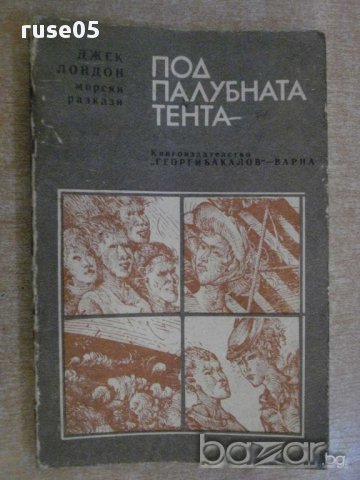 ruse05
ДЖЕК
ЛОНДОН
морски
разкази
ПОД
ПАЛУБНАТА
ТЕНТА
Книгоиздателство
„ГЕОРГИ БАКАЛОВ“ — ВАРНА
bazar
.bg